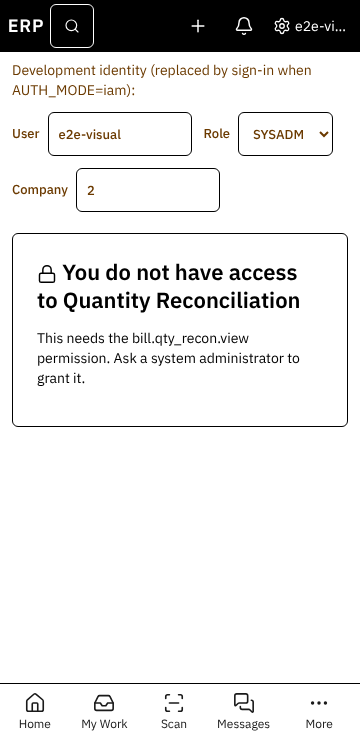 ERP
e2e-vi...
Development identity (replaced by sign-in when
AUTH_MODE=iam):
User
e2e-visual
Role
SYSADM
Company
2
You do not have access
to Quantity Reconciliation
This needs the bill.qty_recon.view
permission. Ask a system administrator to
grant it.
Home
My Work
Scan
Messages
More